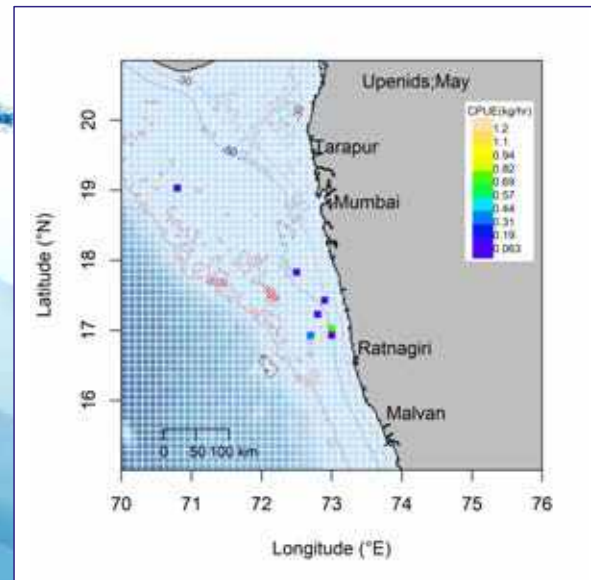 Upenids;May
CPUE(kg/hr)
1.2
1.1
0.94
0.82
0.69
0.57
0.44
0.31
0.19
0.063
Tarapur
Mumbai
Ratnagiri
Malvan
-50
0 50 100 km
Latitude (°N)
20
19
18
17
16
70 71 72 73 74 75 76
Longitude (°E)